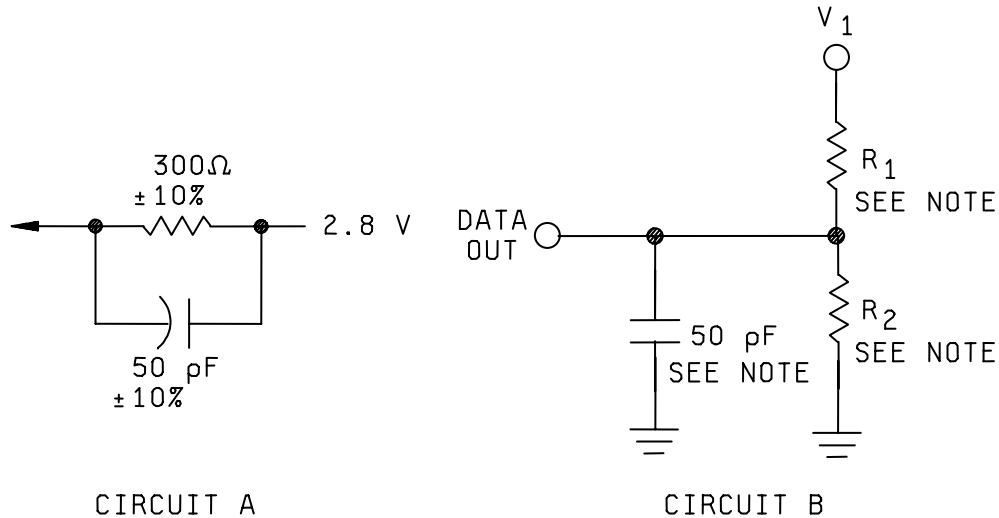 300Ω
±10%
2.8 V
50 pF
±10%
CIRCUIT A
V1
R1
SEE NOTE
DATA
OUT
50 pF
SEE NOTE
R2
SEE NOTE
CIRCUIT B